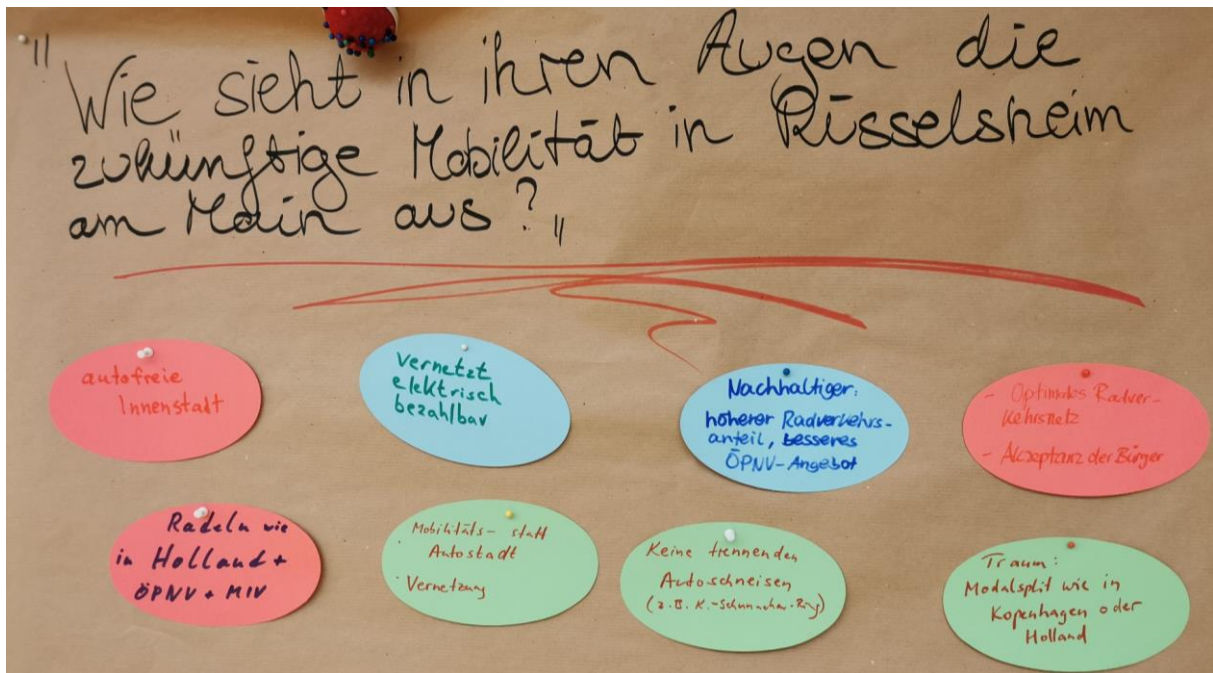 "Wie sieht in ihren Augen die
zukünftige Mobilität in Rüsselsheim
am Main aus?"
autofreie
Innenstadt
Vernetzt
elektrisch
bezahlbar
Nachhaltiger:
höherer Radverkehrs-
anteil, besseres
ÖPNV-Angebot
- Optimales Radver-
kehrsnetz
- Akzeptanz der Bürger
Radeln wie
in Holland +
ÖPNV + MIV
· Mobilitäts- statt
Autostadt
· Vernetzung
Keine trennenden
Autoschneisen
(z.B. K.-Schumacher-Ring)
Traum:
Modalsplit wie in
Kopenhagen oder
Holland